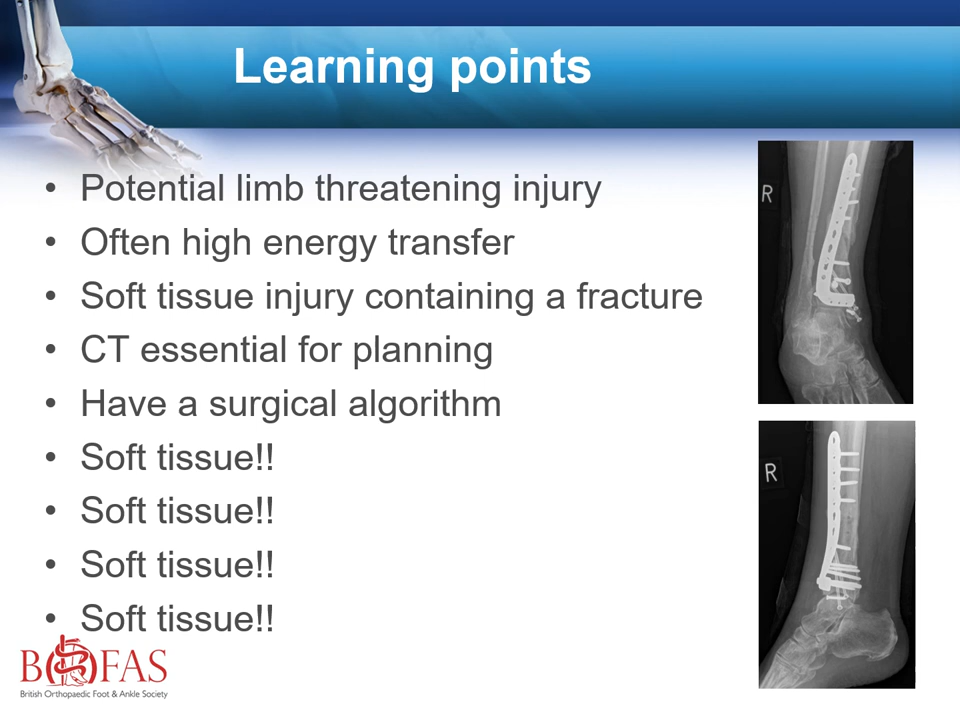 Learning points
• Potential limb threatening injury
• Often high energy transfer
• Soft tissue injury containing a fracture
• CT essential for planning
• Have a surgical algorithm
• Soft tissue!!
• Soft tissue!!
• Soft tissue!!
• Soft tissue!!
R
R
BOFAS
British Orthopaedic Foot & Ankle Society